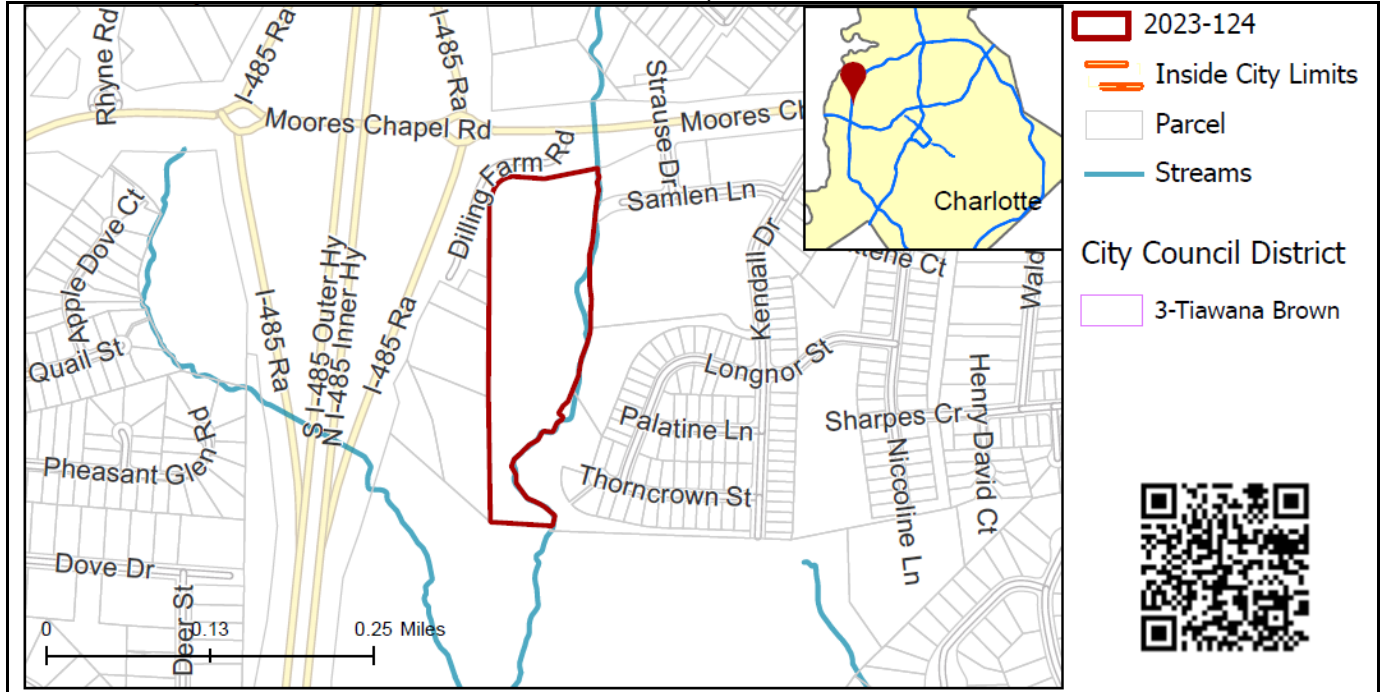 Rhyne Rd
I-485 Ra
I-485 Ra
Moores Chapel Rd
Strause Dr
Moores Ch
Dilling Farm Rd
Samlen Ln
Apple Dove Ct
Kendall Dr
Charlotte
ttene Ct
Wald
Quail St
I-485 Ra
S I-485 Outer Hy
N I-485 Inner Hy
I-485 Ra
Longnor St
Henry David Ct
Palatine Ln
Sharpes Cr
Pheasant Glen Rd
Thorncrown St
Niccoline Ln
Dove Dr
Deer St
0
0.13
0.25 Miles
2023-124
Inside City Limits
Parcel
Streams
City Council District
3-Tiawana Brown